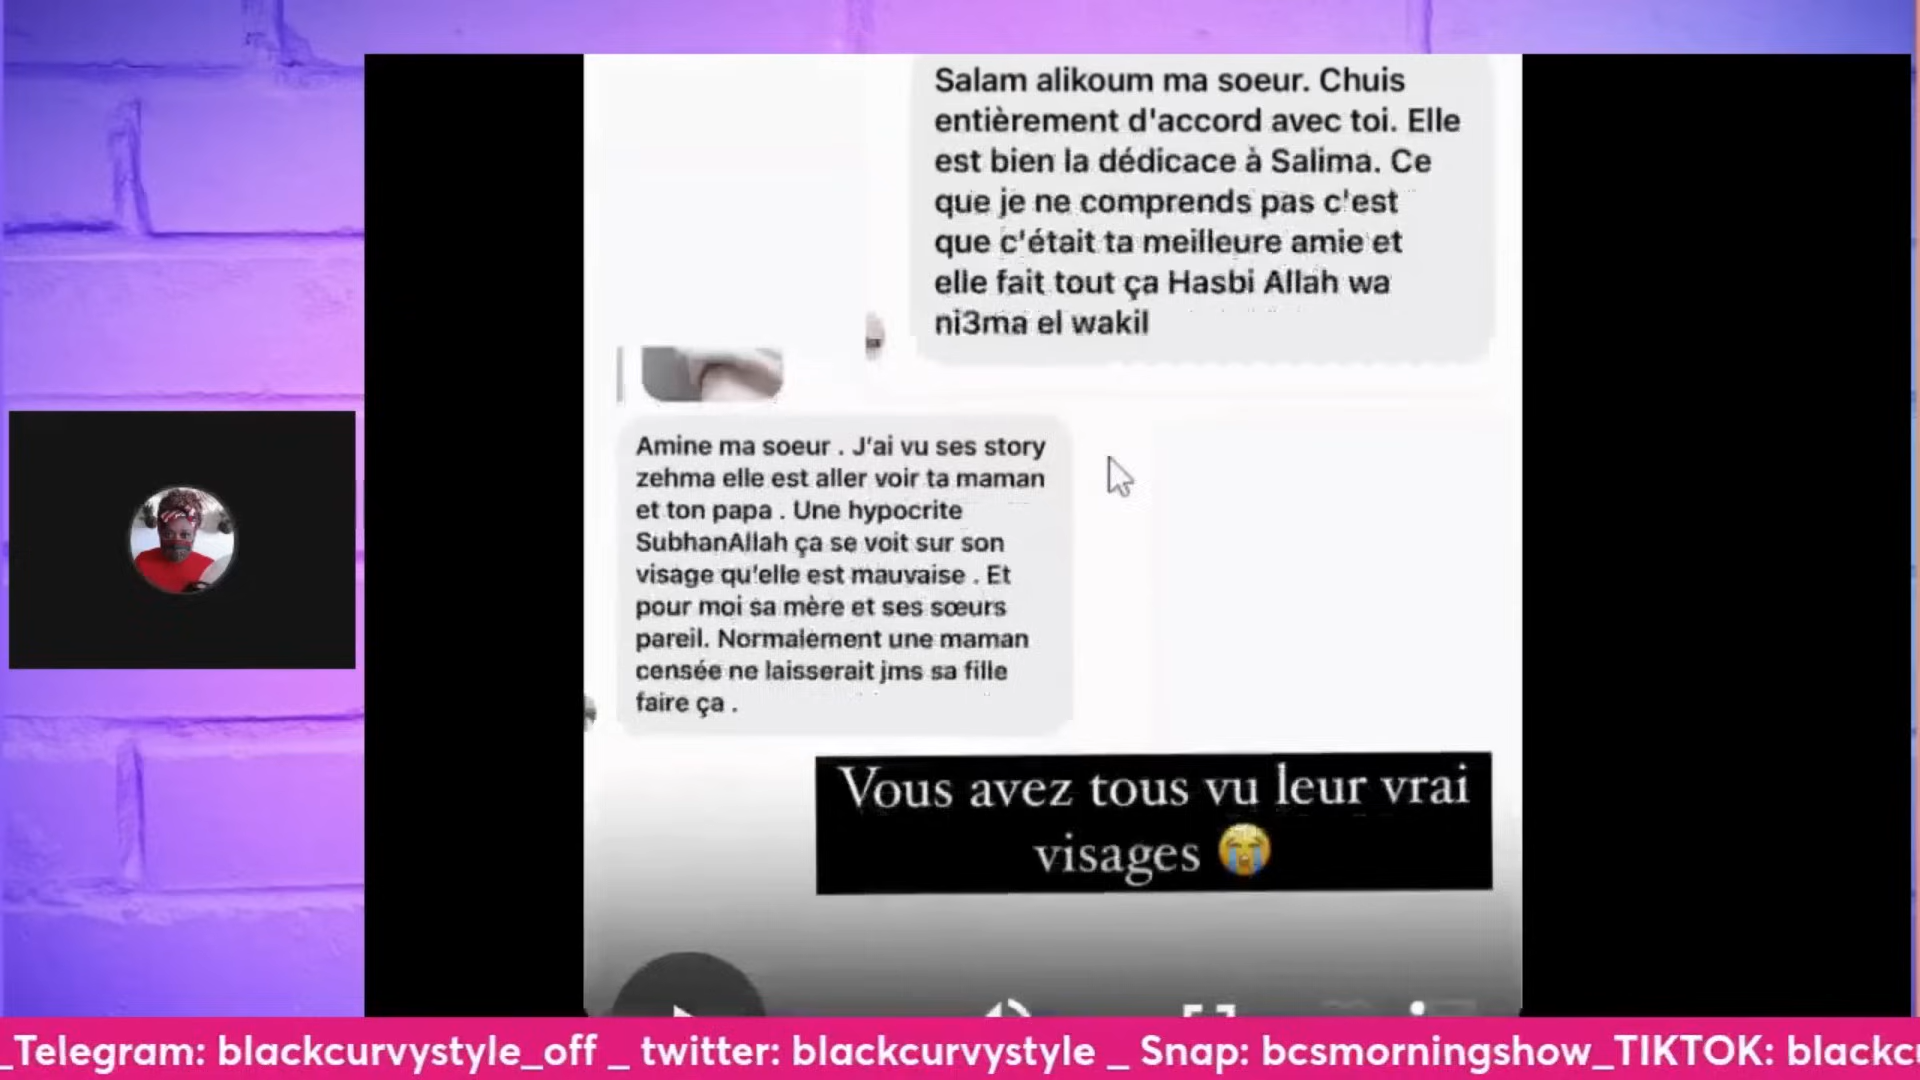 Salam alikoum ma soeur. Chuis
entièrement d'accord avec toi. Elle
est bien la dédicace à Salima. Ce
que je ne comprends pas c'est
que c'était ta meilleure amie et
elle fait tout ça Hasbi Allah wa
ni3ma el wakil
Amine ma soeur . J'ai vu ses story
zehma elle est aller voir ta maman
et ton papa . Une hypocrite
SubhanAllah ça se voit sur son
visage qu'elle est mauvaise . Et
pour moi sa mère et ses sœurs
pareil. Normalement une maman
censée ne laisserait jms sa fille
faire ça .
Vous avez tous vu leur vrai
visages 😭
_Telegram: blackcurvystyle_off _ twitter: blackcurvystyle _ Snap: bcsmorningshow_TIKTOK: blackcu